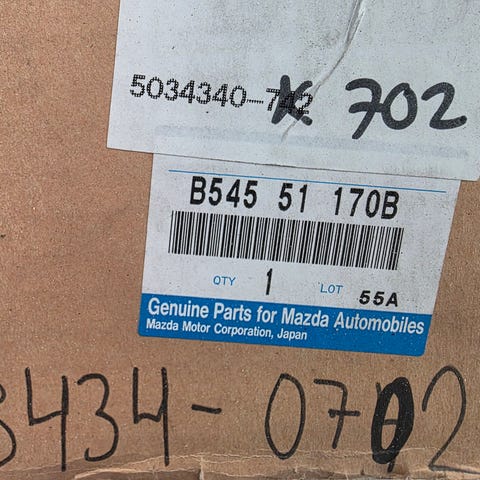 5034340-742 702
B545 51 170B
QTY 1 LOT 55A
Genuine Parts for Mazda Automobiles
Mazda Motor Corporation, Japan
3434-0702